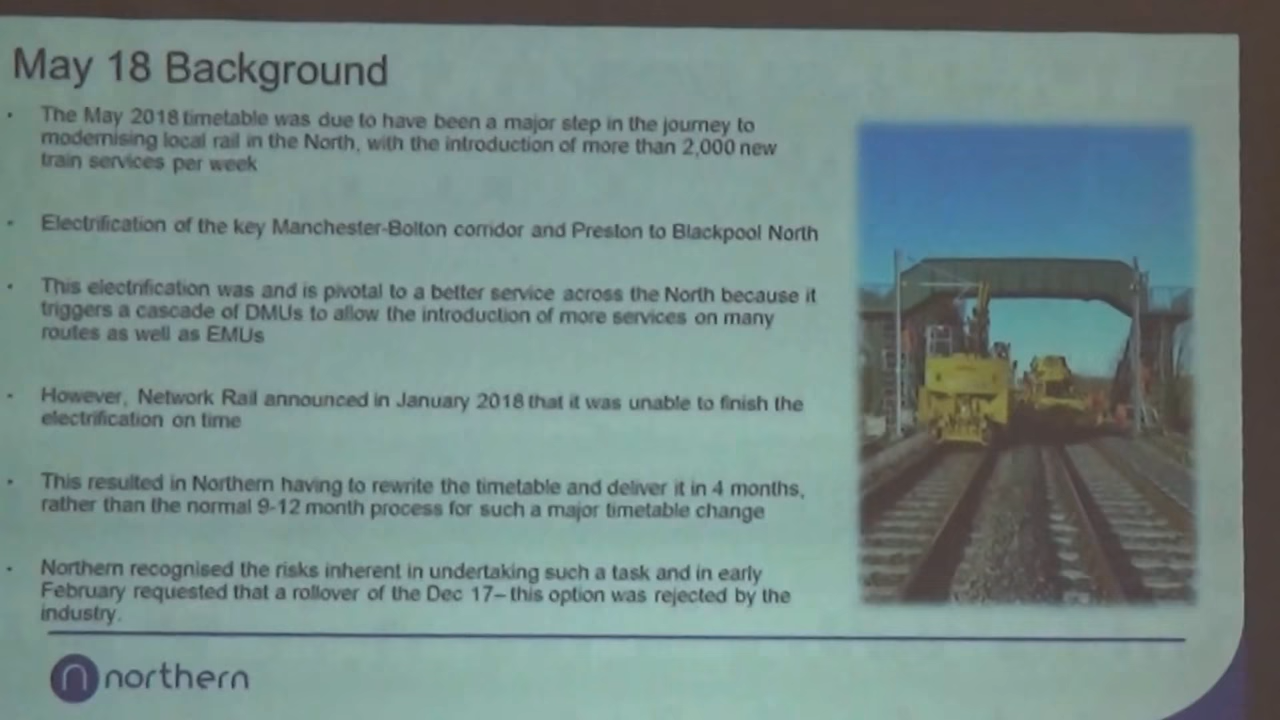 May 18 Background
· The May 2018 timetable was due to have been a major step in the journey to
modernising local rail in the North, with the introduction of more than 2,000 new
train services per week
· Electrification of the key Manchester-Bolton corridor and Preston to Blackpool North
· This electrification was and is pivotal to a better service across the North because it
triggers a cascade of DMUs to allow the introduction of more services on many
routes as well as EMUs
· However, Network Rail announced in January 2018 that it was unable to finish the
electrification on time
· This resulted in Northern having to rewrite the timetable and deliver it in 4 months,
rather than the normal 9-12 month process for such a major timetable change
· Northern recognised the risks inherent in undertaking such a task and in early
February requested that a rollover of the Dec 17– this option was rejected by the
industry.
n northern